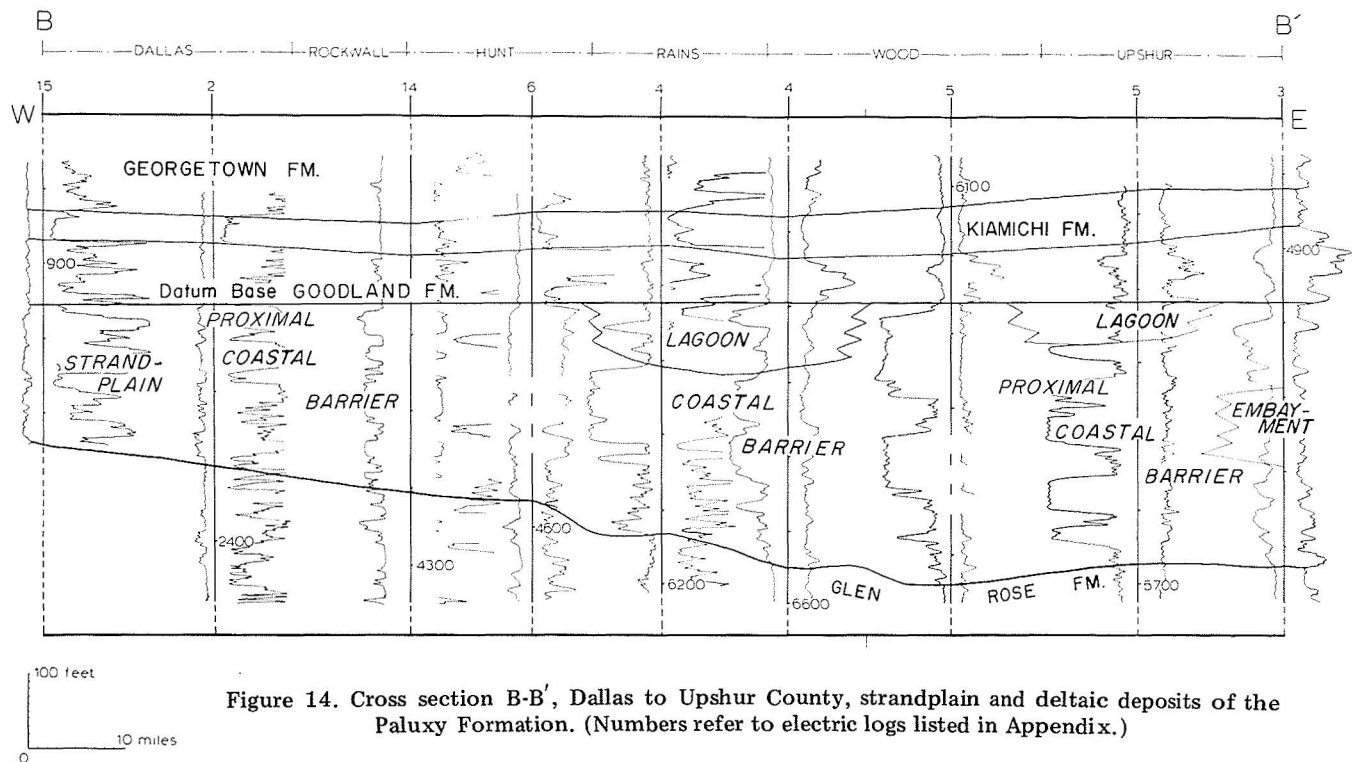 B B′
DALLAS ROCKWALL HUNT RAINS WOOD UPSHUR
15 2 14 6 4 4 5 5 3
W E
GEORGETOWN FM.
6100
KIAMICHI FM.
900 4900
Datum Base GOODLAND FM.
PROXIMAL
COASTAL
BARRIER
STRAND-
PLAIN
LAGOON
COASTAL
BARRIER
LAGOON
PROXIMAL
COASTAL
BARRIER
EMBAY-
MENT
2400 4300 4600 6200 6600 5700
GLEN ROSE FM.
100 feet
10 miles
0
Figure 14. Cross section B-B′, Dallas to Upshur County, strandplain and deltaic deposits of the
Paluxy Formation. (Numbers refer to electric logs listed in Appendix.)